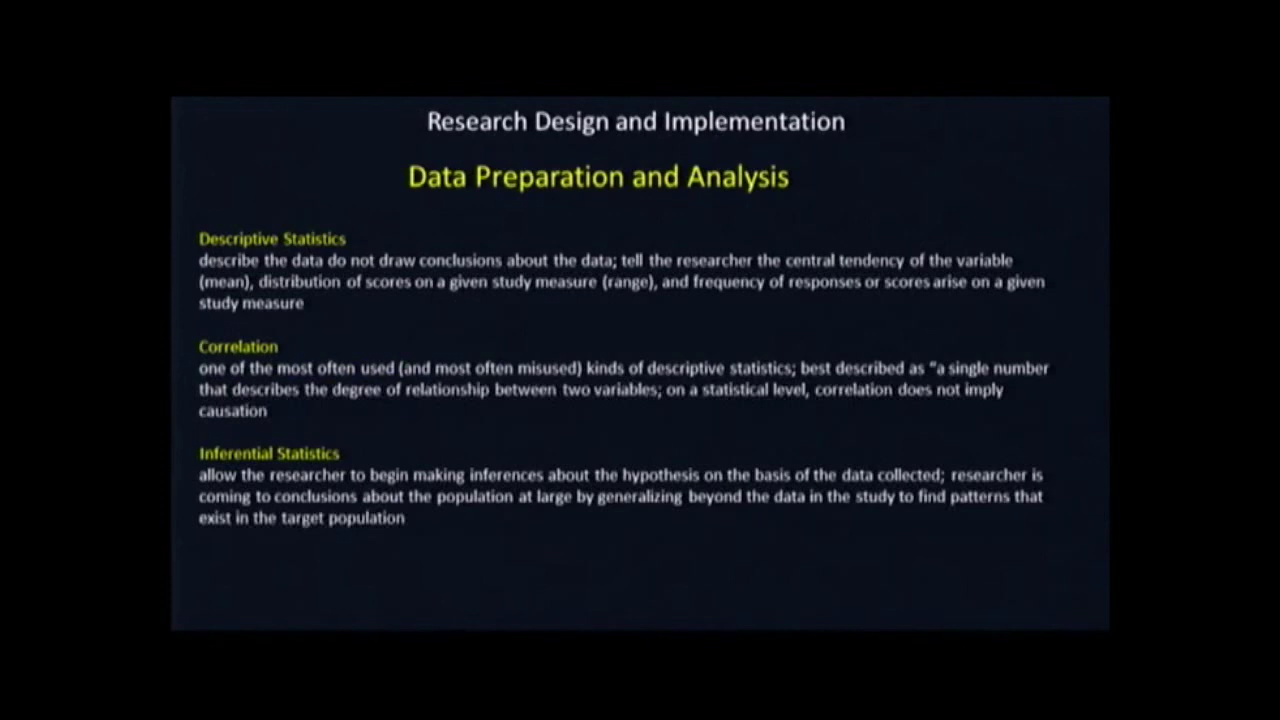 Research Design and Implementation
Data Preparation and Analysis
Descriptive Statistics
describe the data do not draw conclusions about the data; tell the researcher the central tendency of the variable
(mean), distribution of scores on a given study measure (range), and frequency of responses or scores arise on a given
study measure
Correlation
one of the most often used (and most often misused) kinds of descriptive statistics; best described as "a single number
that describes the degree of relationship between two variables; on a statistical level, correlation does not imply
causation
Inferential Statistics
allow the researcher to begin making inferences about the hypothesis on the basis of the data collected; researcher is
coming to conclusions about the population at large by generalizing beyond the data in the study to find patterns that
exist in the target population